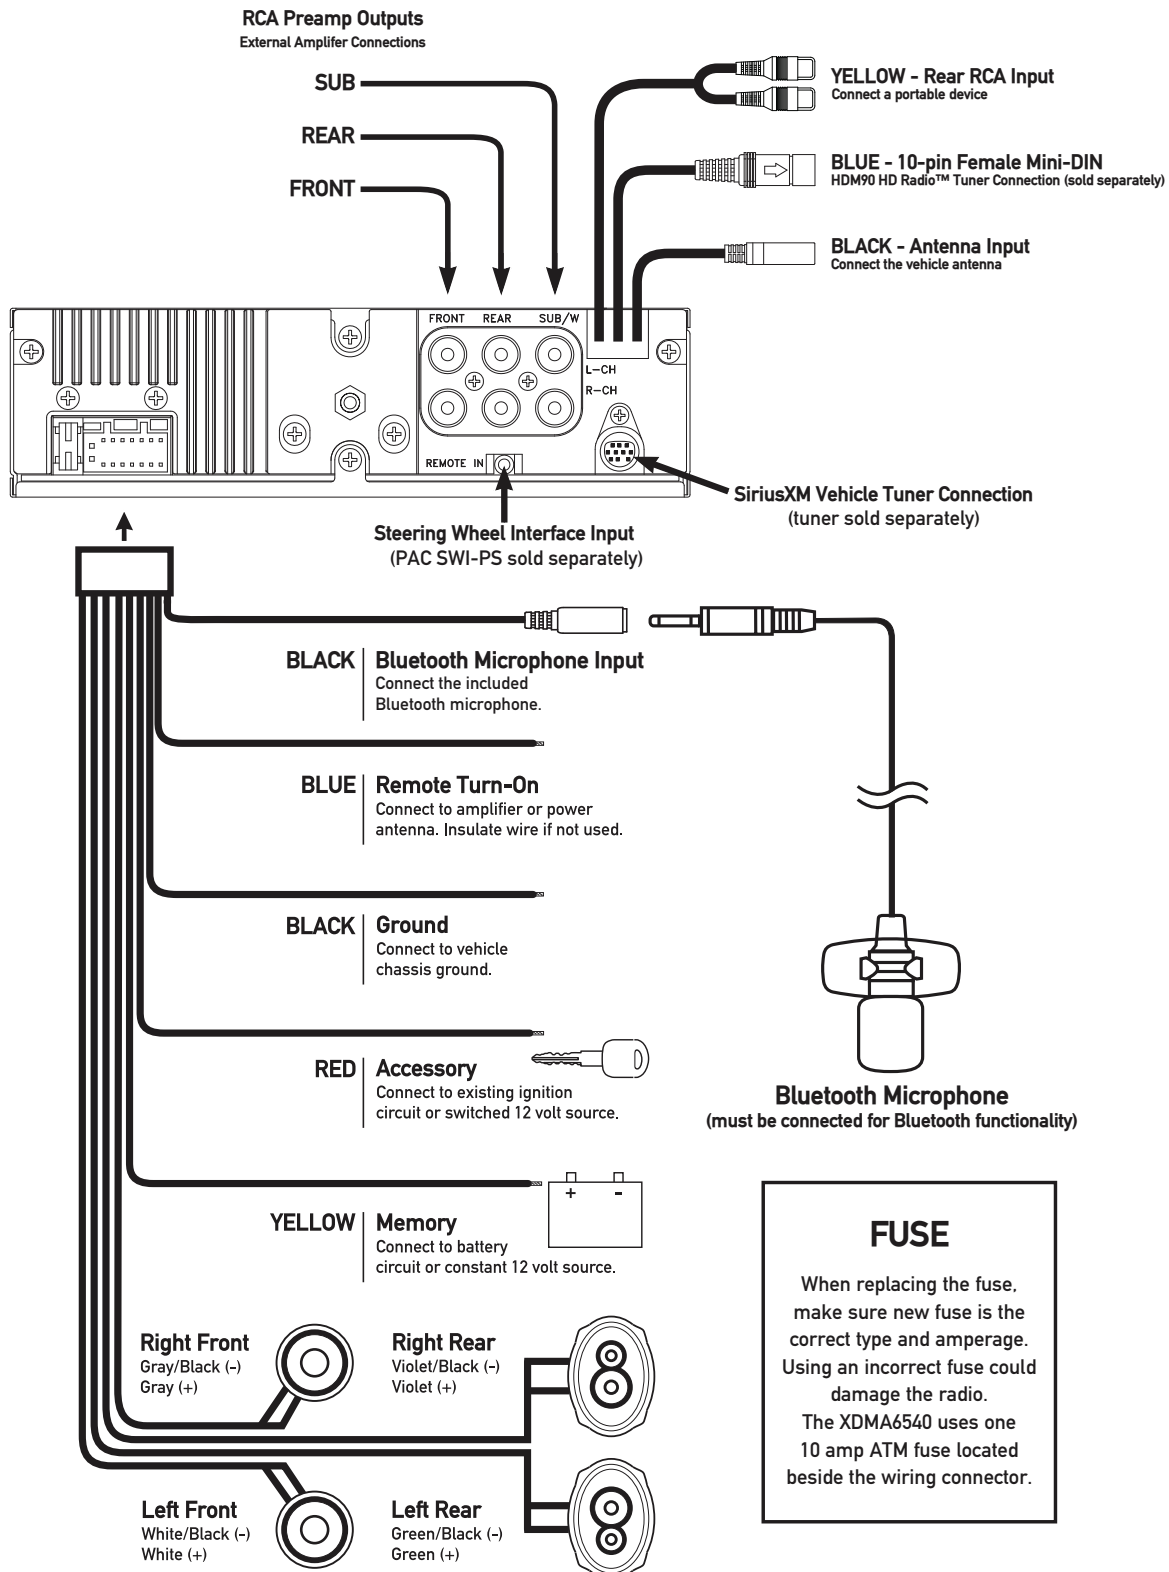 RCA Preamp Outputs
External Amplifer Connections
SUB
REAR
FRONT
YELLOW - Rear RCA Input
Connect a portable device
BLUE - 10-pin Female Mini-DIN
HDM90 HD Radio™ Tuner Connection (sold separately)
BLACK - Antenna Input
Connect the vehicle antenna
FRONT REAR SUB/W
L-CH
R-CH
REMOTE IN
SiriusXM Vehicle Tuner Connection
(tuner sold separately)
Steering Wheel Interface Input
(PAC SWI-PS sold separately)
BLACK Bluetooth Microphone Input
Connect the included
Bluetooth microphone.
BLUE Remote Turn-On
Connect to amplifier or power
antenna. Insulate wire if not used.
BLACK Ground
Connect to vehicle
chassis ground.
RED Accessory
Connect to existing ignition
circuit or switched 12 volt source.
Bluetooth Microphone
(must be connected for Bluetooth functionality)
+ -
YELLOW Memory
Connect to battery
circuit or constant 12 volt source.
FUSE
When replacing the fuse,
make sure new fuse is the
correct type and amperage.
Using an incorrect fuse could
damage the radio.
The XDMA6540 uses one
10 amp ATM fuse located
beside the wiring connector.
Right Front
Gray/Black (-)
Gray (+)
Right Rear
Violet/Black (-)
Violet (+)
Left Front
White/Black (-)
White (+)
Left Rear
Green/Black (-)
Green (+)